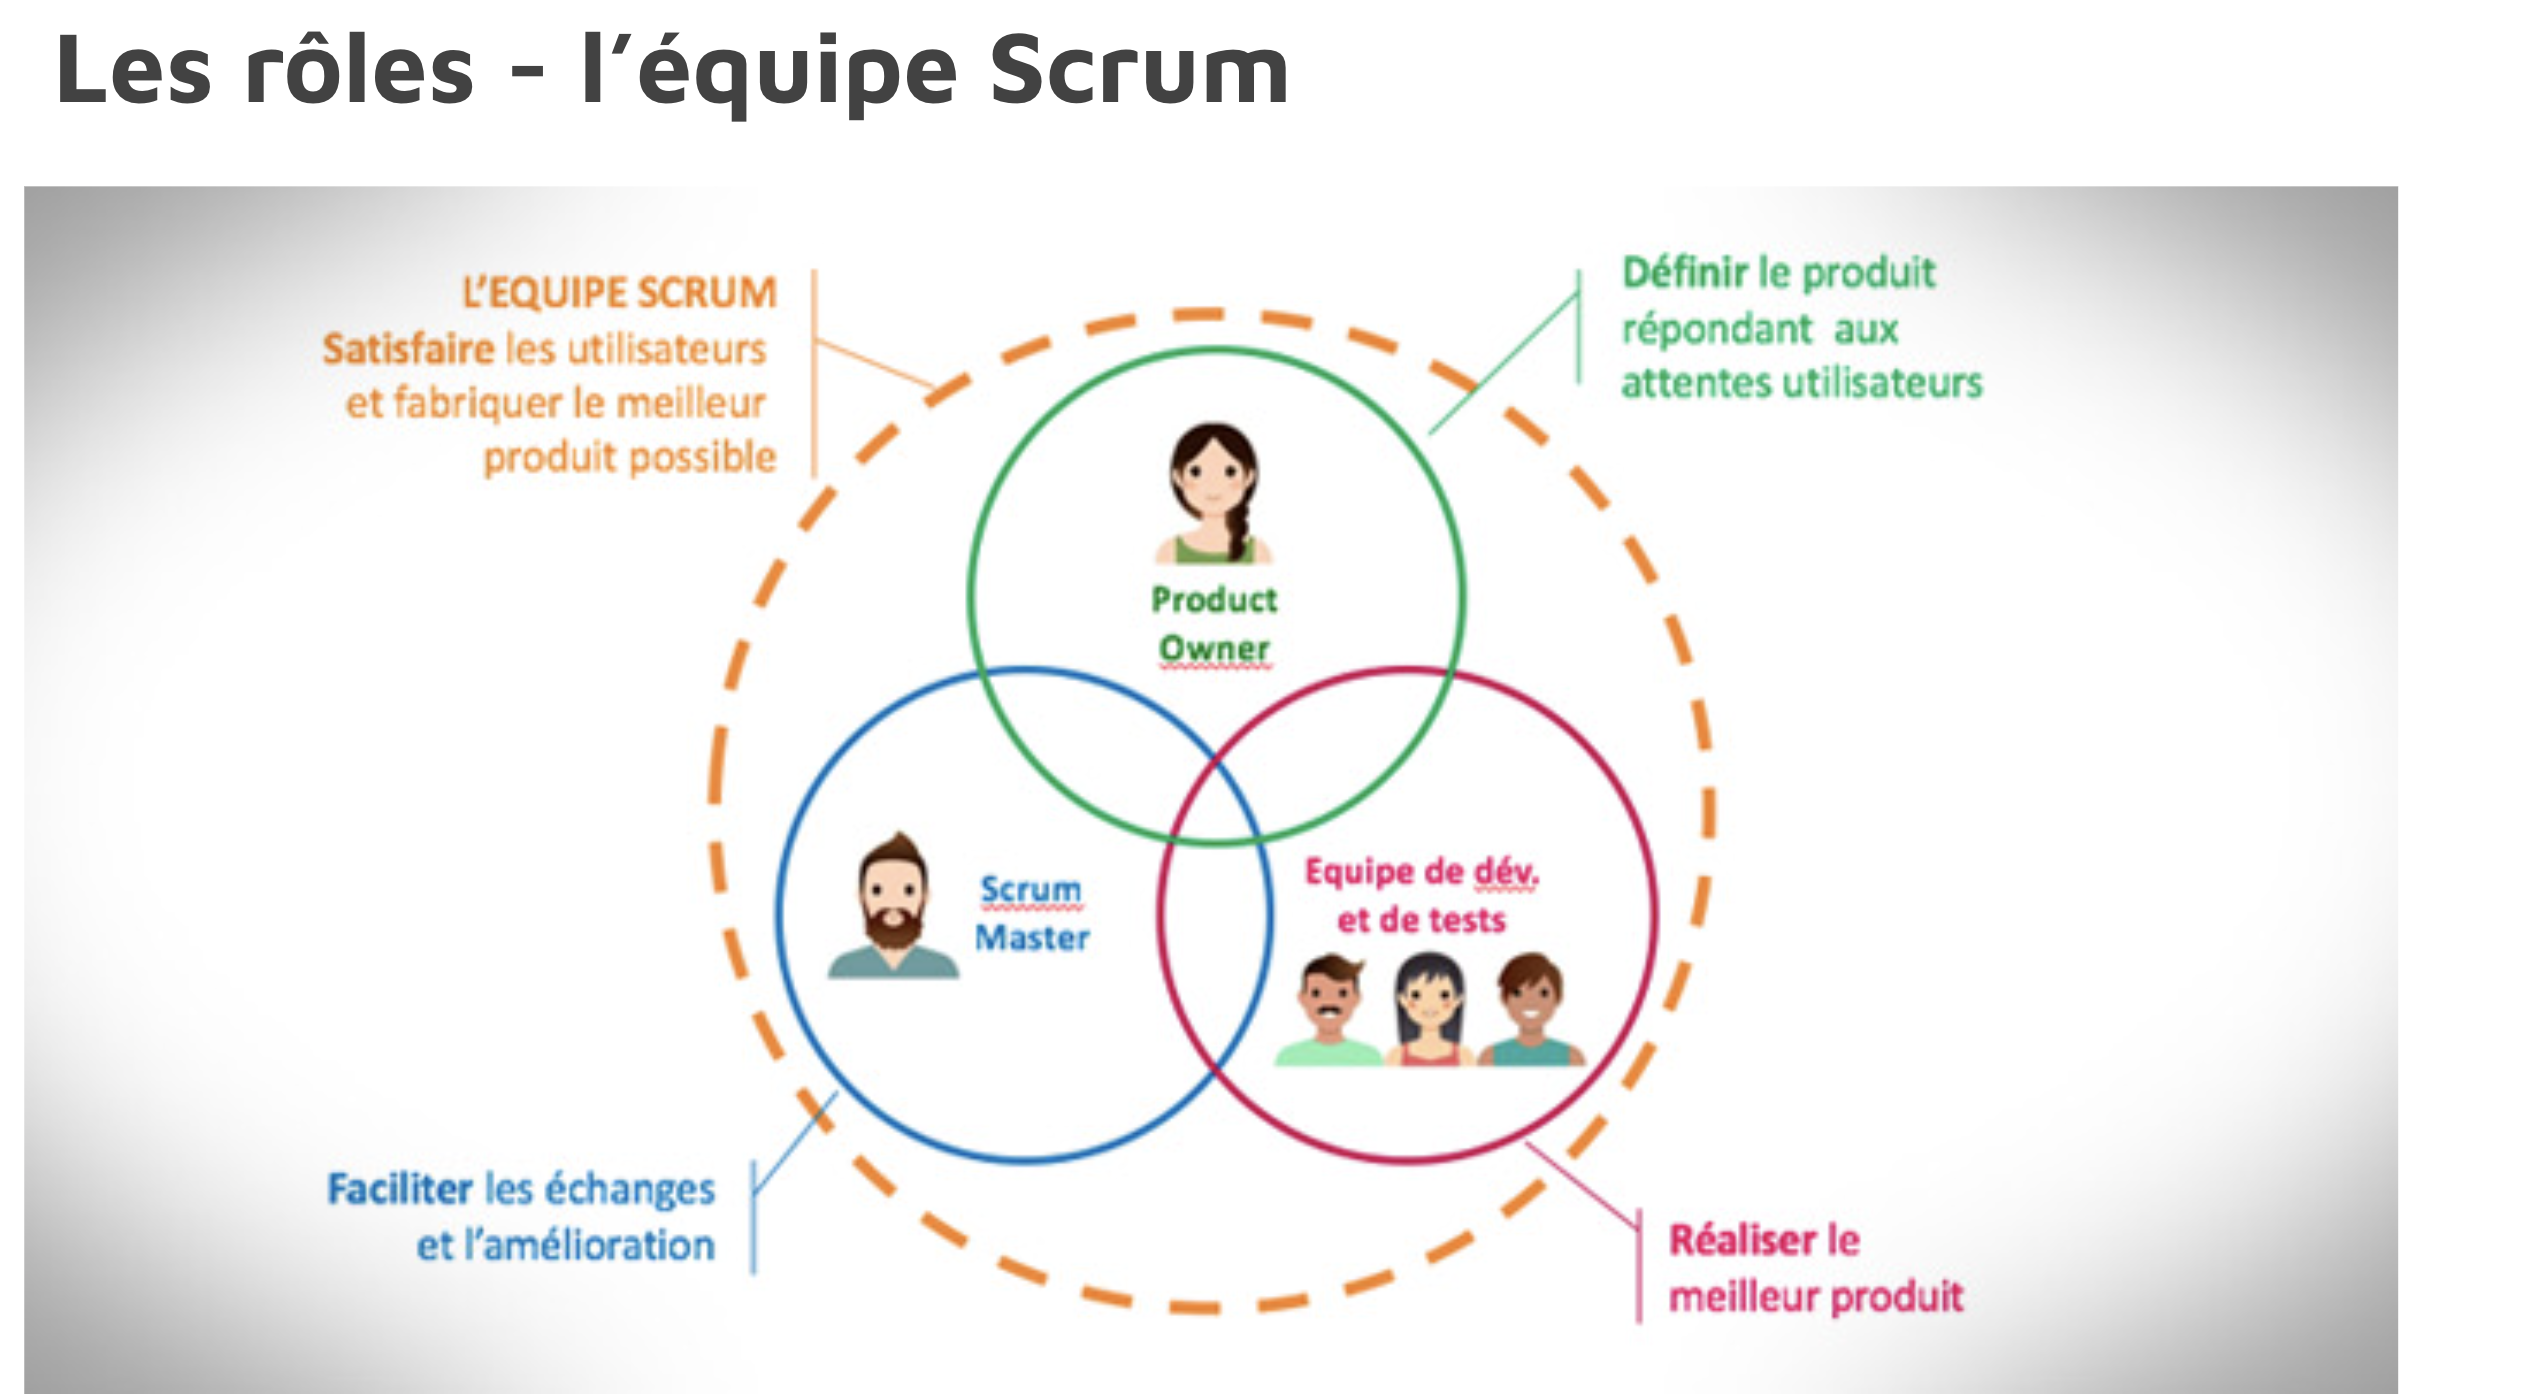 Les rôles - l’équipe Scrum
L’EQUIPE SCRUM
Satisfaire les utilisateurs
et fabriquer le meilleur
produit possible
Définir le produit
répondant aux
attentes utilisateurs
Product
Owner
Scrum
Master
Equipe de dév.
et de tests
Faciliter les échanges
et l’amélioration
Réaliser le
meilleur produit